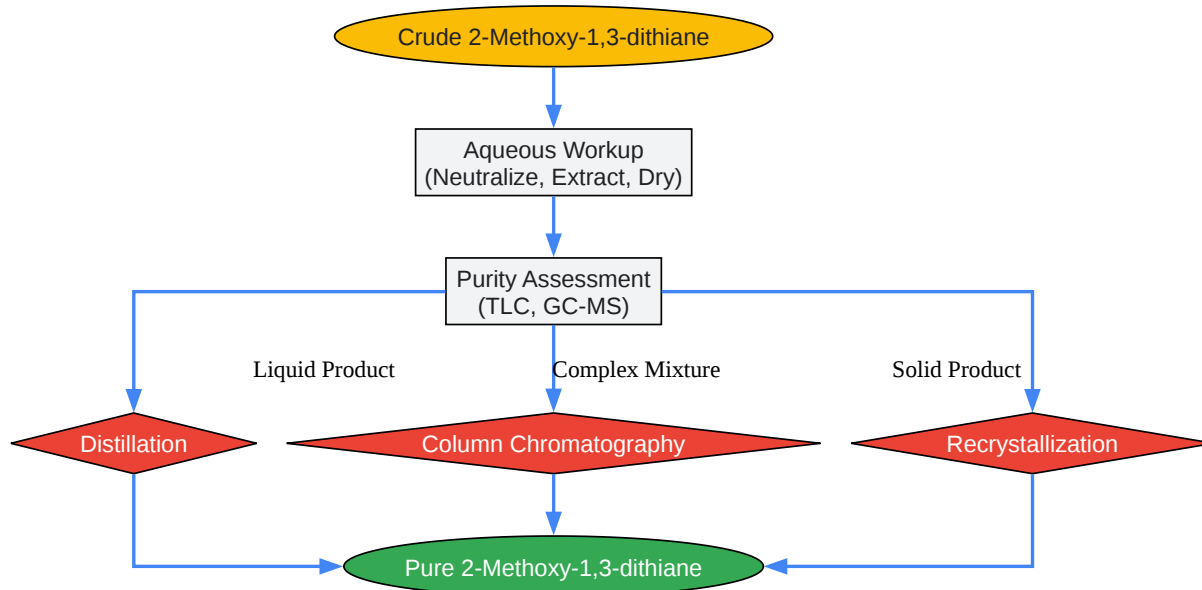 Crude 2-Methoxy-1,3-dithiane
Aqueous Workup
(Neutralize, Extract, Dry)
Purity Assessment
(TLC, GC-MS)
Liquid Product
Complex Mixture
Solid Product
Distillation
Column Chromatography
Recrystallization
Pure 2-Methoxy-1,3-dithiane